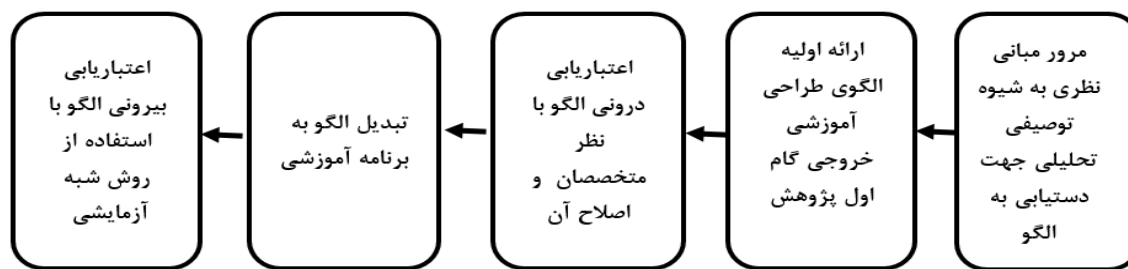 مرور مبانی
نظری به شیوه
توصیفی
تحلیلی جهت
دستیابی به
الگو
ارائه اولیه
الگوی طراحی
آموزشی
خروجی گام
اول پژوهش
اعتباریابی
درونی الگو با
نظر
متخصصان و
اصلاح آن
تبدیل الگو به
برنامه آموزشی
اعتباریابی
بیرونی الگو با
استفاده از
روش شبه
آزمایشی